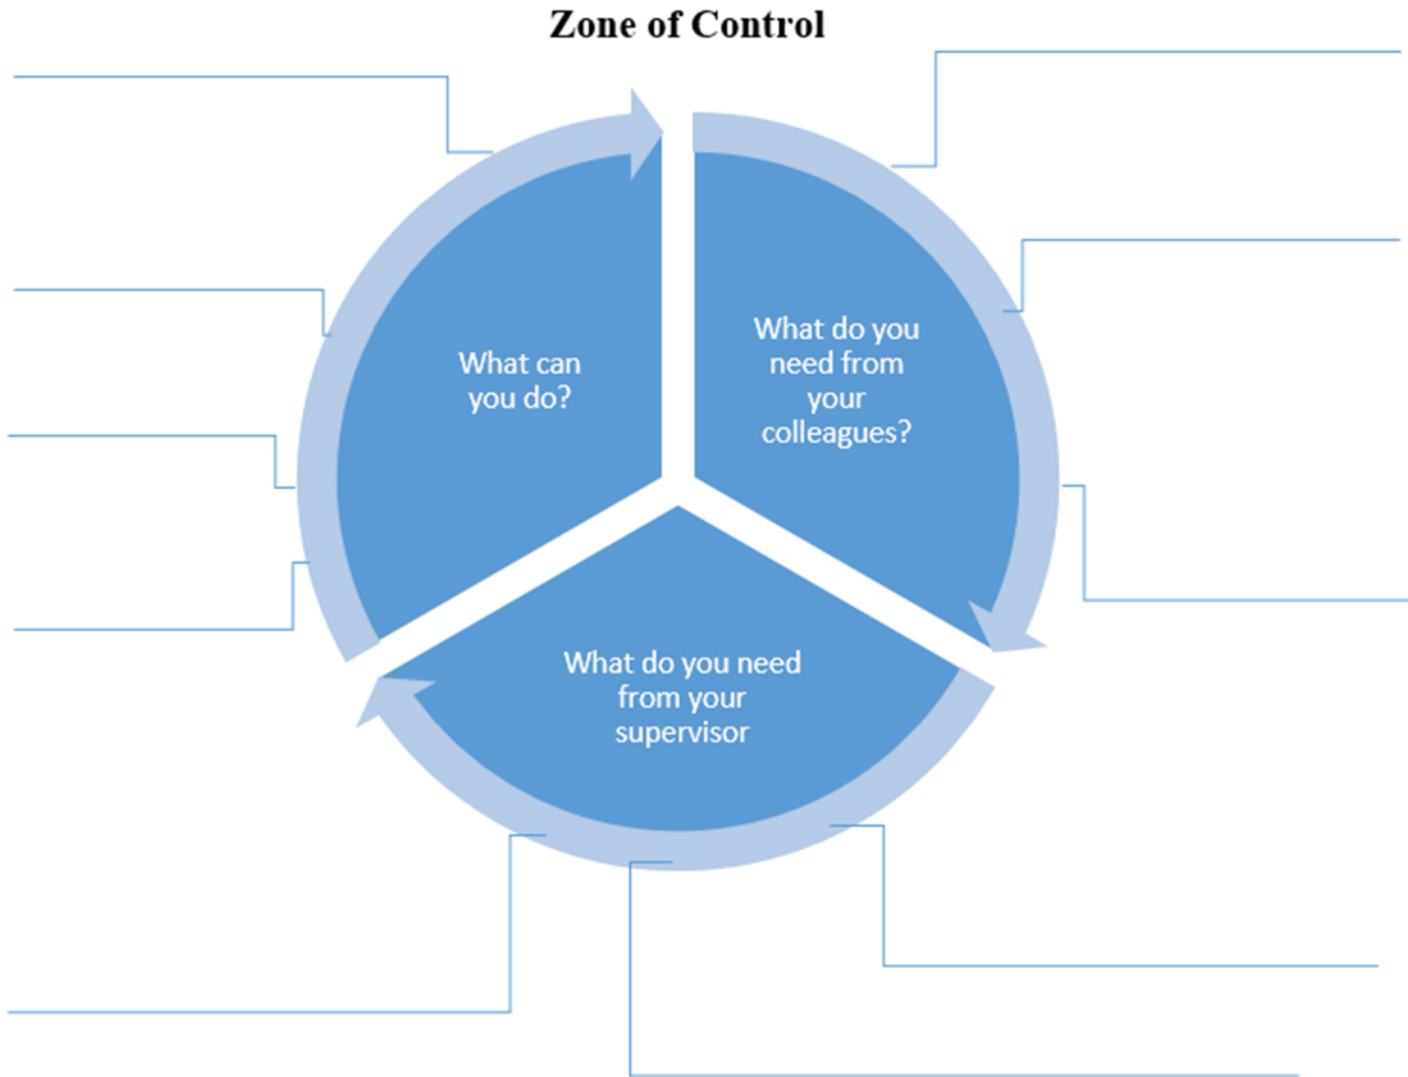 Zone of Control
What can
you do?
What do you
need from
your
colleagues?
What do you need
from your
supervisor